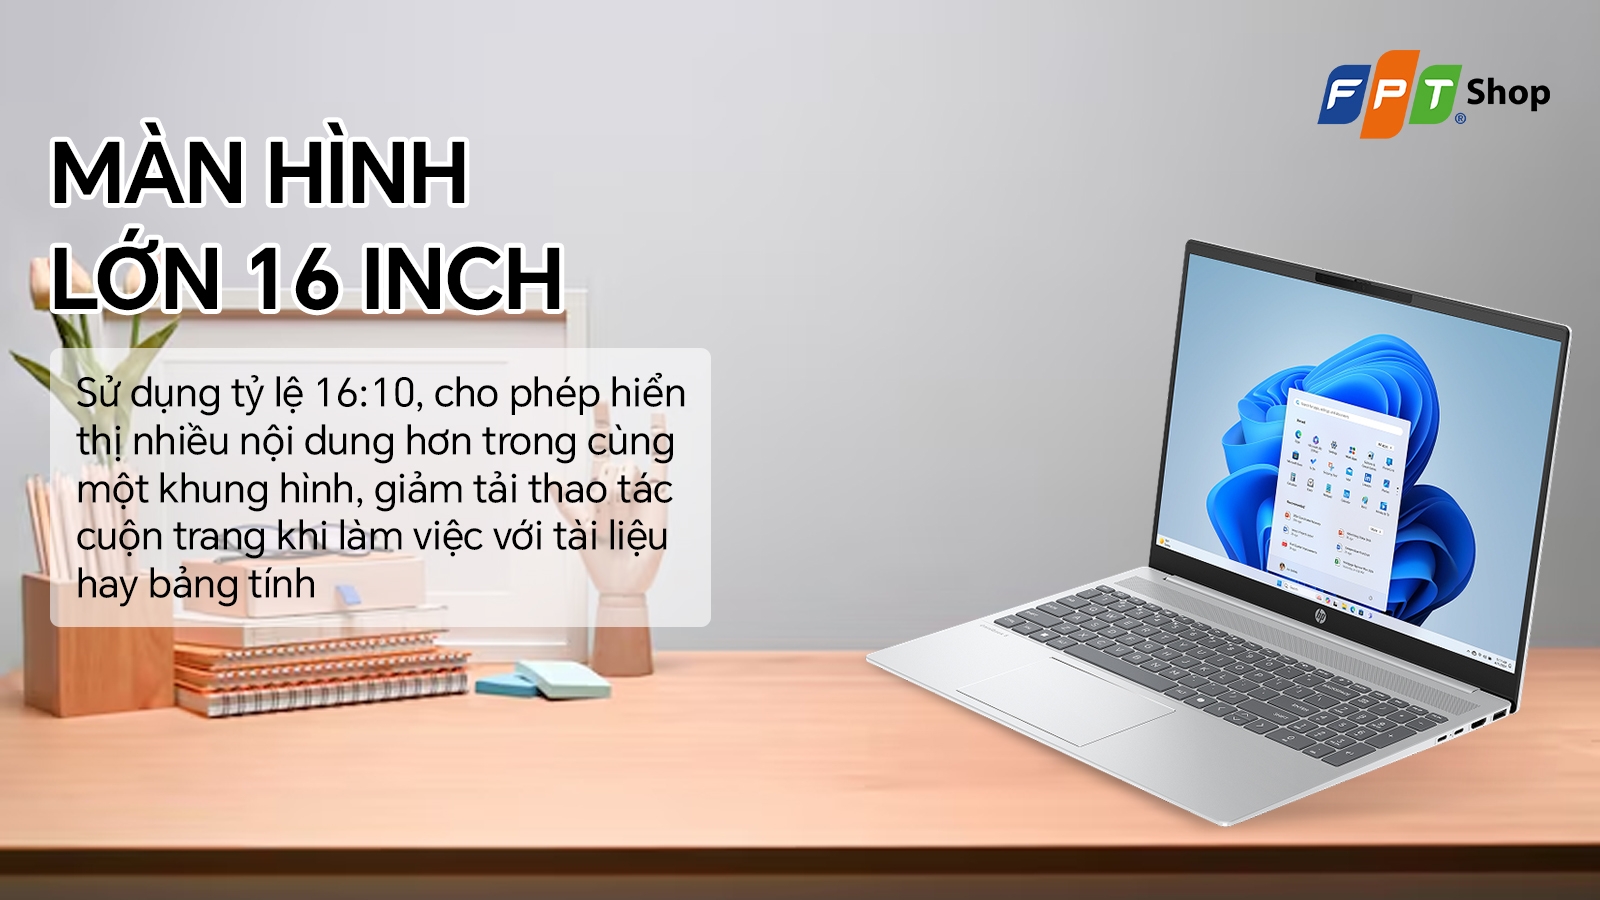 FPT Shop
MÀN HÌNH
LỚN 16 INCH
Sử dụng tỷ lệ 16:10, cho phép hiển
thị nhiều nội dung hơn trong cùng
một khung hình, giảm tải thao tác
cuộn trang khi làm việc với tài liệu
hay bảng tính
hp